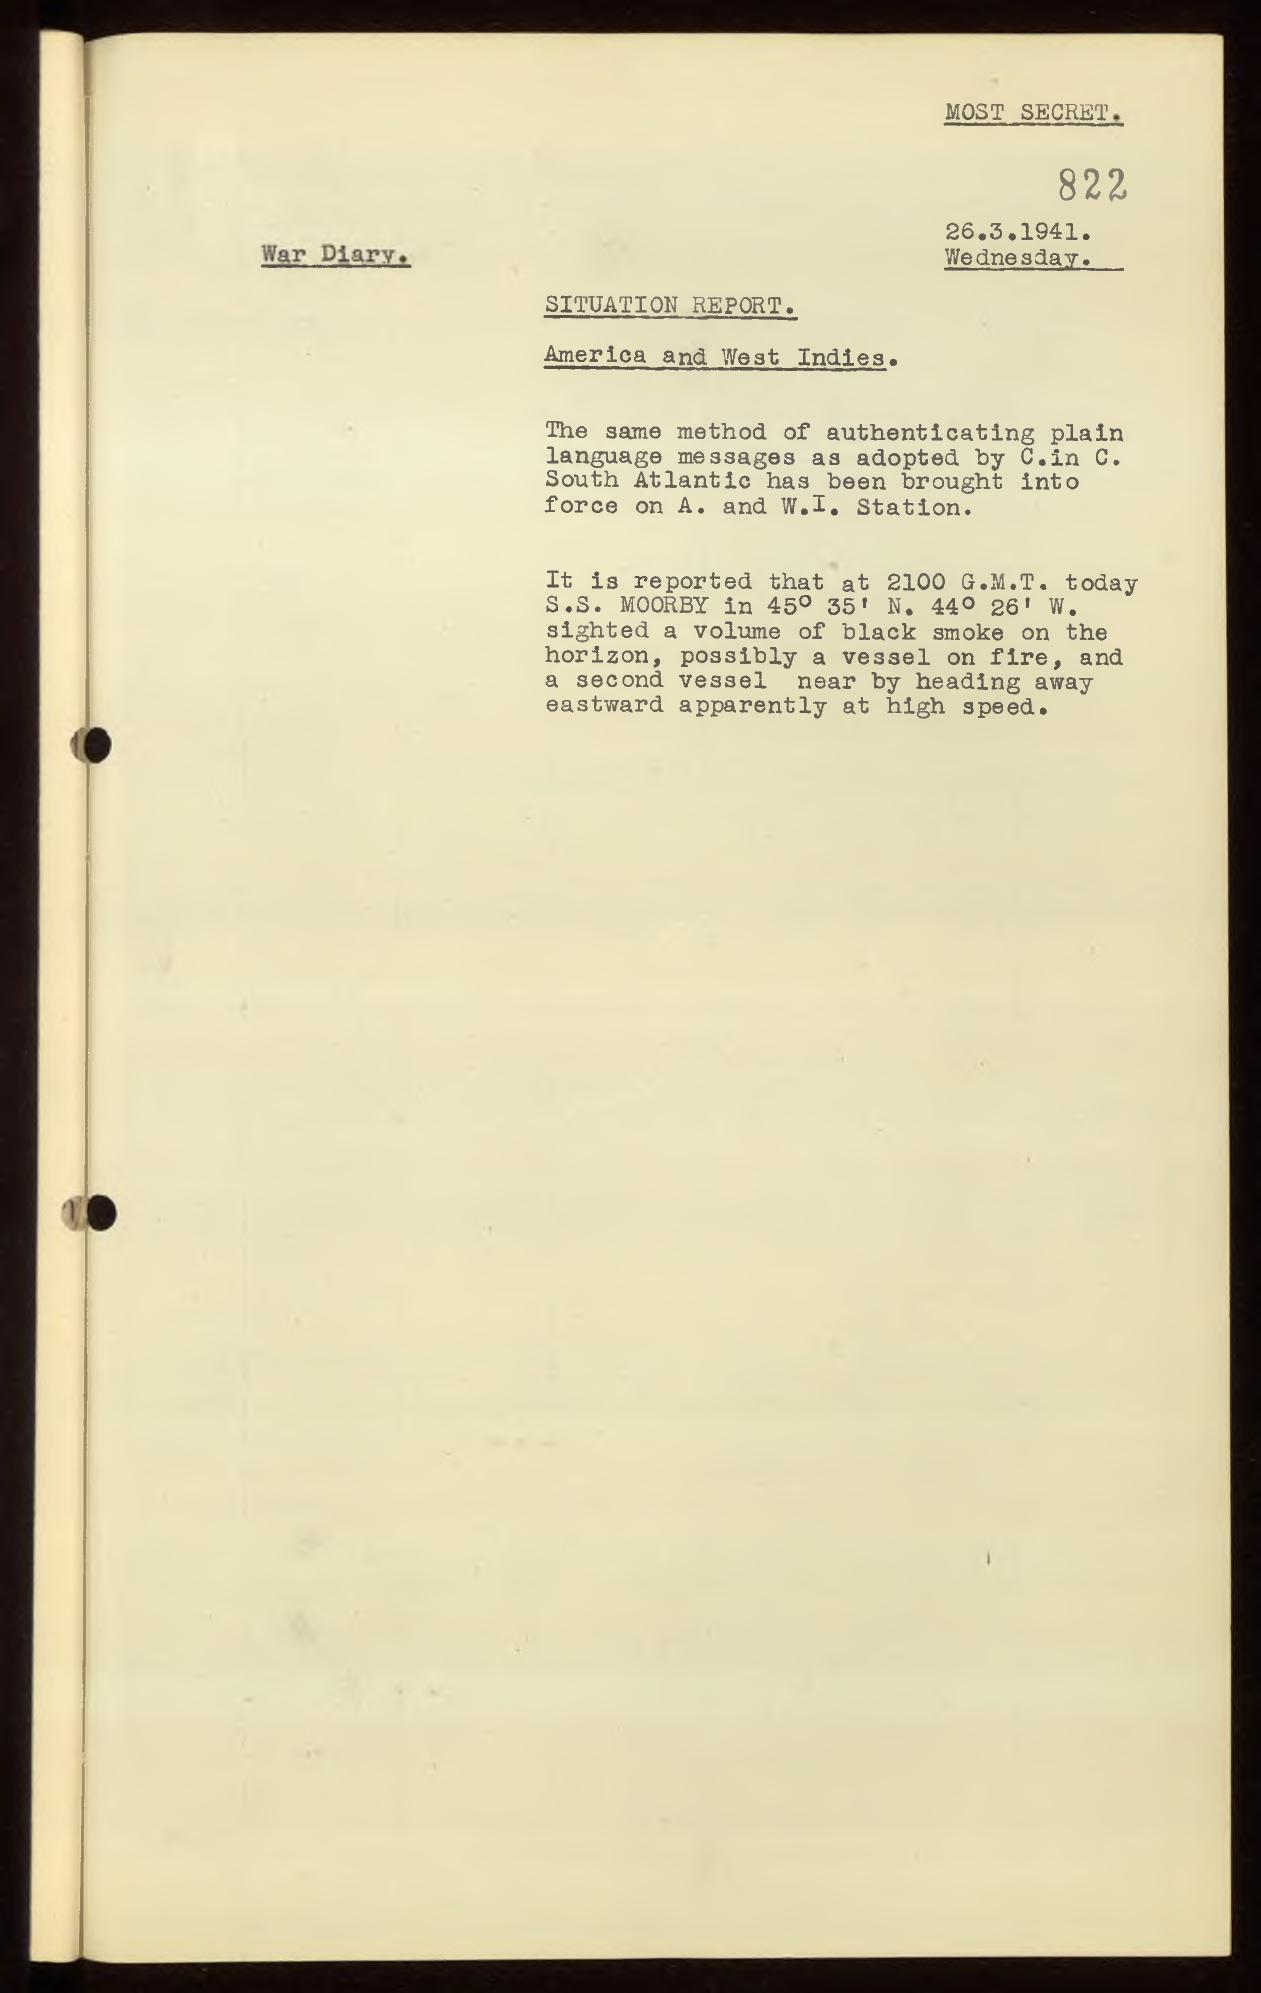 MOST SECRET.
822
26.3.1941.
War Diary.
Wednesday.
SITUATION REPORT.
America and West Indies.
The same method of authenticating plain
language messages as adopted by C.in C.
South Atlantic has been brought into
force on A. and W.I. Station.
It is reported that at 2100 G.M.T. today
S.S. MOORBY in 45° 35' N. 44° 26' W.
sighted a volume of black smoke on the
horizon, possibly a vessel on fire, and
a second vessel near by heading away
eastward apparently at high speed.